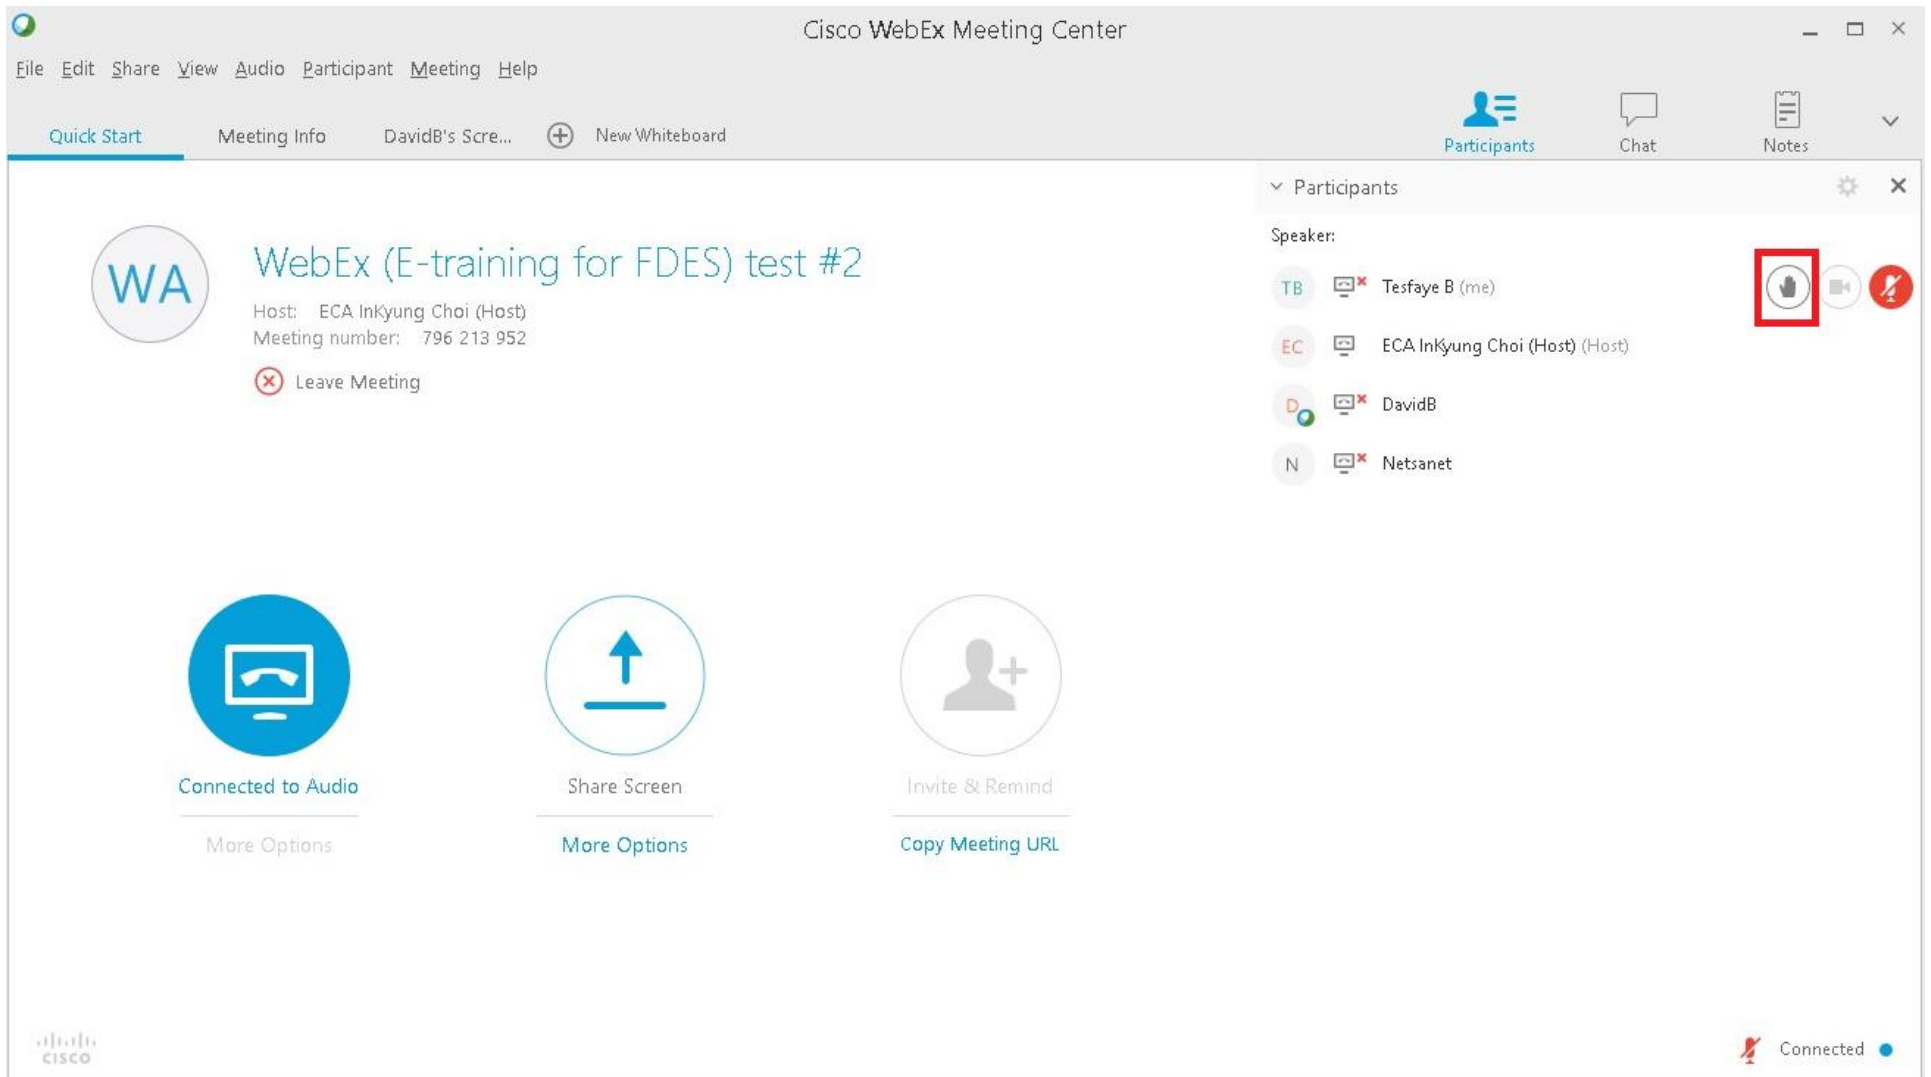 Cisco WebEx Meeting Center
File Edit Share View Audio Participant Meeting Help
Quick Start Meeting Info DavidB's Scre... New Whiteboard
Participants Chat Notes
Participants
Speaker:
WA
WebEx (E-training for FDES) test #2
Host: ECA InKyung Choi (Host)
Meeting number: 796 213 952
Leave Meeting
TB Tesfaye B (me)
EC ECA InKyung Choi (Host) (Host)
D DavidB
N Netsanet
Connected to Audio
More Options
Share Screen
More Options
Invite & Remind
Copy Meeting URL
CISCO
Connected